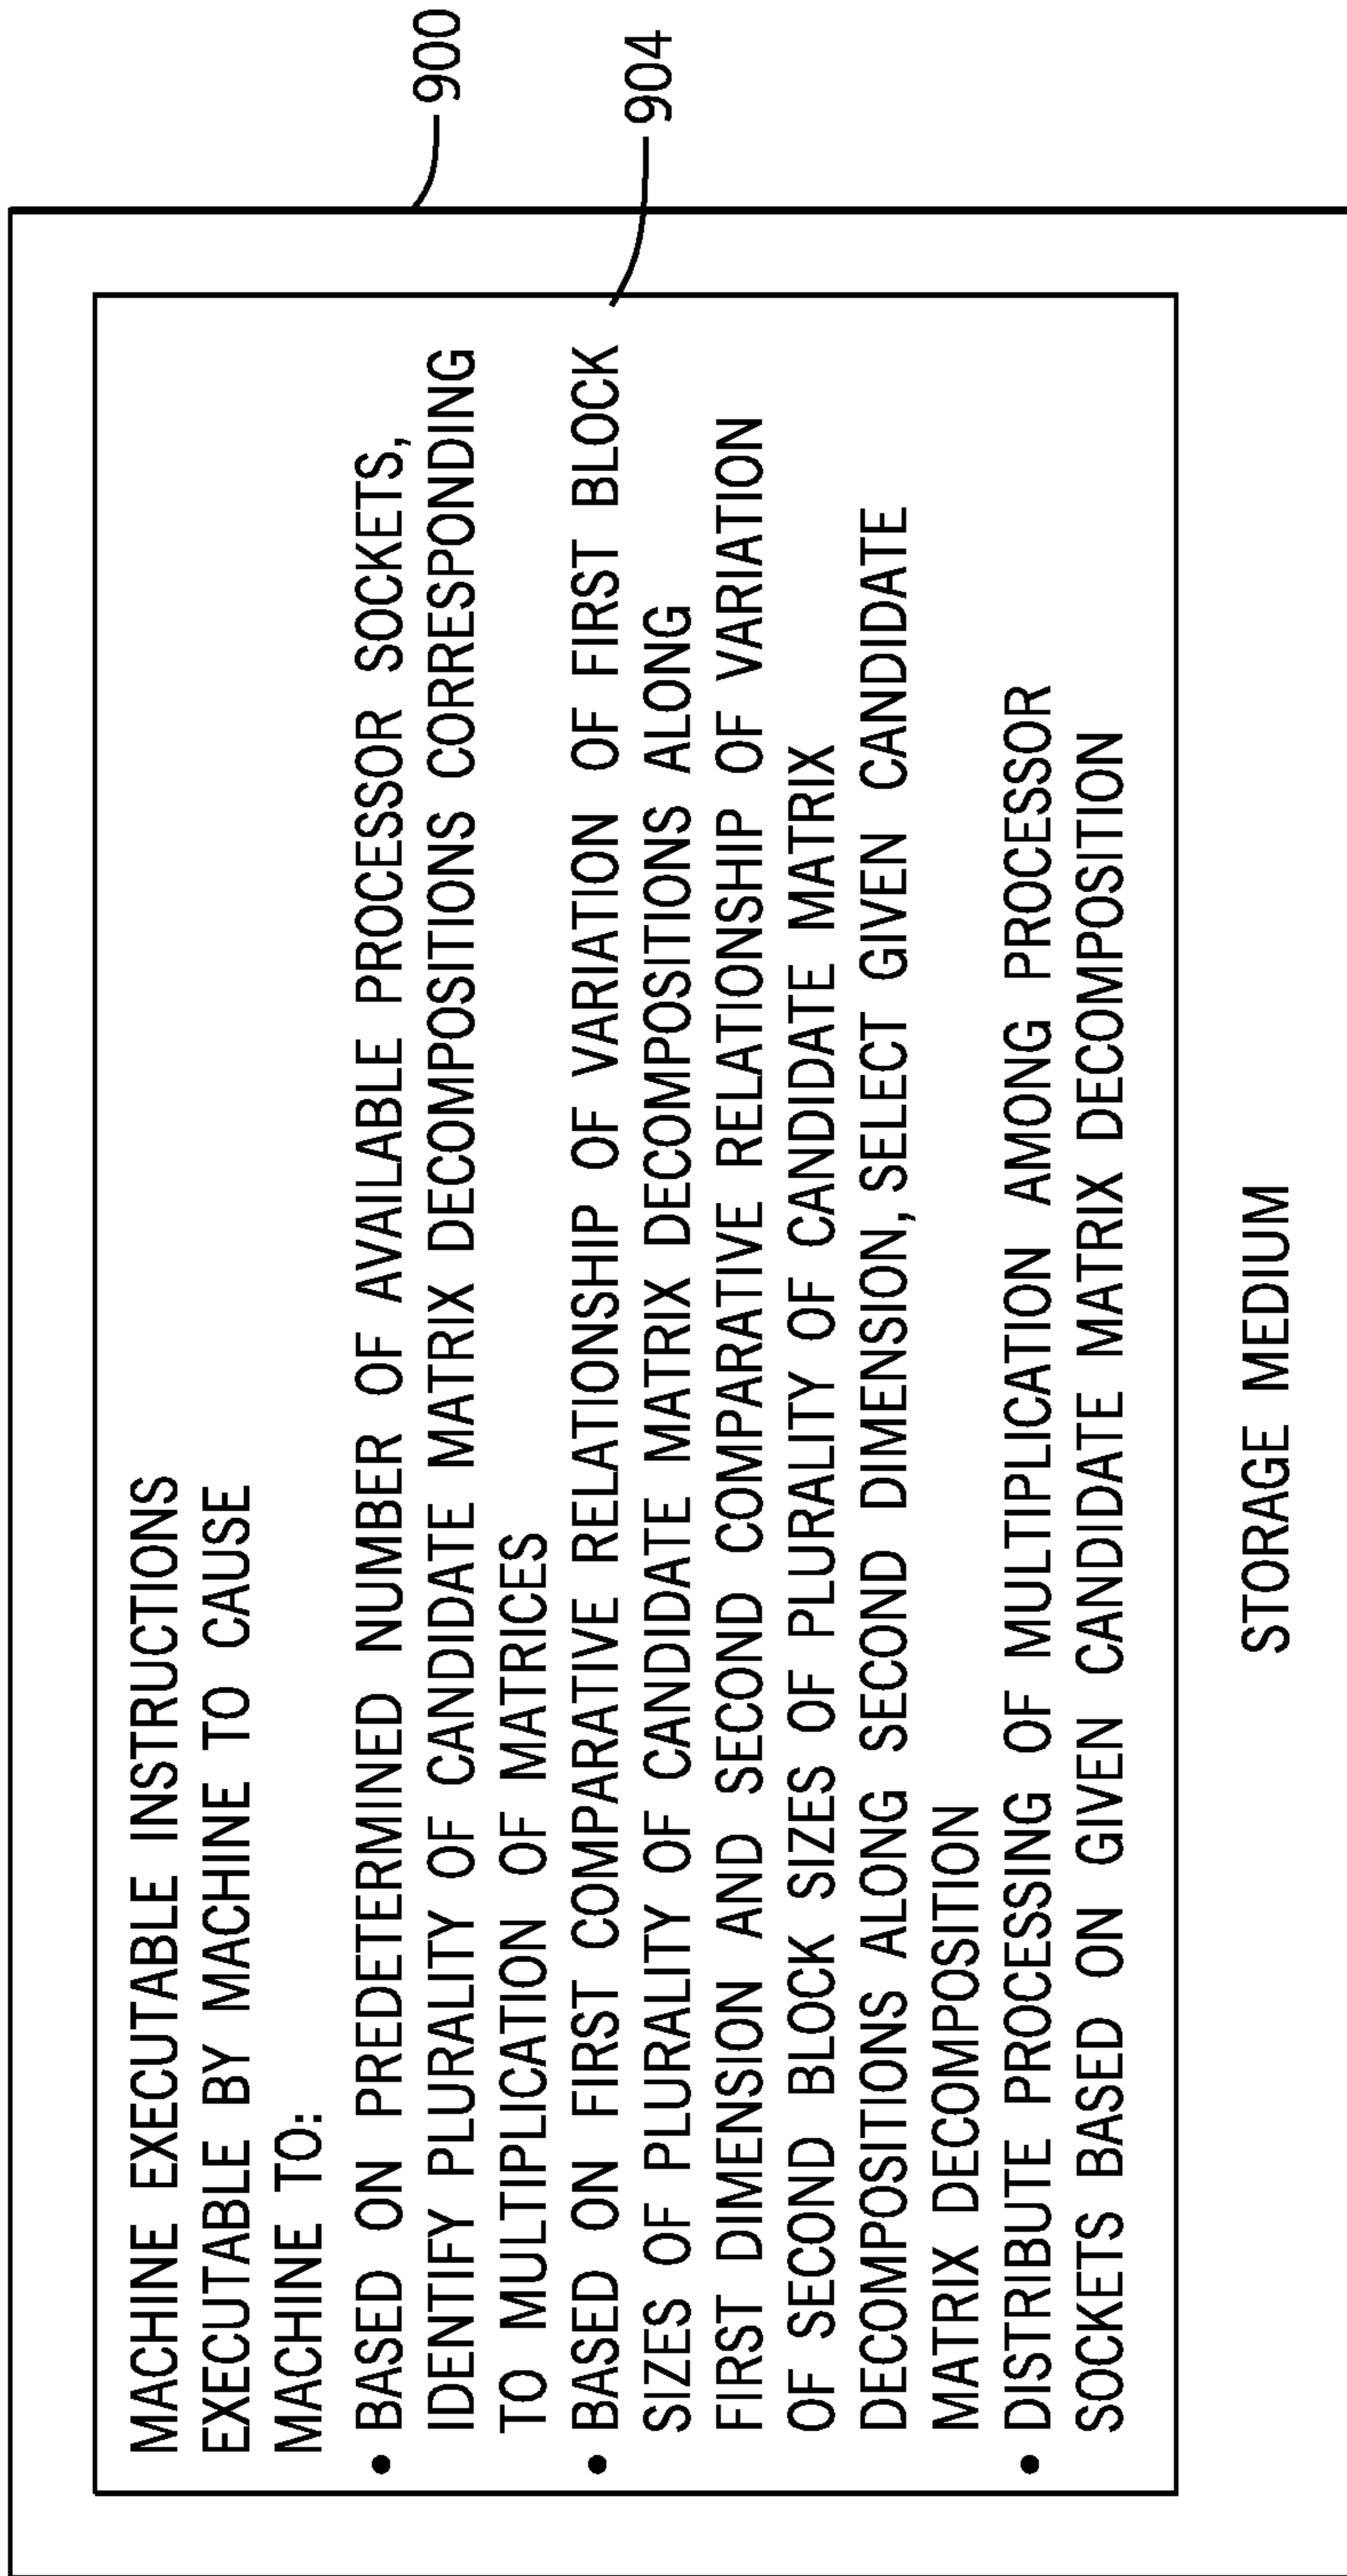 MACHINE EXECUTABLE INSTRUCTIONS
EXECUTABLE BY MACHINE TO CAUSE
MACHINE TO:
• BASED ON PREDETERMINED NUMBER OF AVAILABLE PROCESSOR SOCKETS,
IDENTIFY PLURALITY OF CANDIDATE MATRIX DECOMPOSITIONS CORRESPONDING
TO MULTIPLICATION OF MATRICES
• BASED ON FIRST COMPARATIVE RELATIONSHIP OF VARIATION OF FIRST BLOCK
SIZES OF PLURALITY OF CANDIDATE MATRIX DECOMPOSITIONS ALONG
FIRST DIMENSION AND SECOND COMPARATIVE RELATIONSHIP OF VARIATION
OF SECOND BLOCK SIZES OF PLURALITY OF CANDIDATE MATRIX
DECOMPOSITIONS ALONG SECOND DIMENSION, SELECT GIVEN CANDIDATE
MATRIX DECOMPOSITION
• DISTRIBUTE PROCESSING OF MULTIPLICATION AMONG PROCESSOR
SOCKETS BASED ON GIVEN CANDIDATE MATRIX DECOMPOSITION
STORAGE MEDIUM
900
904